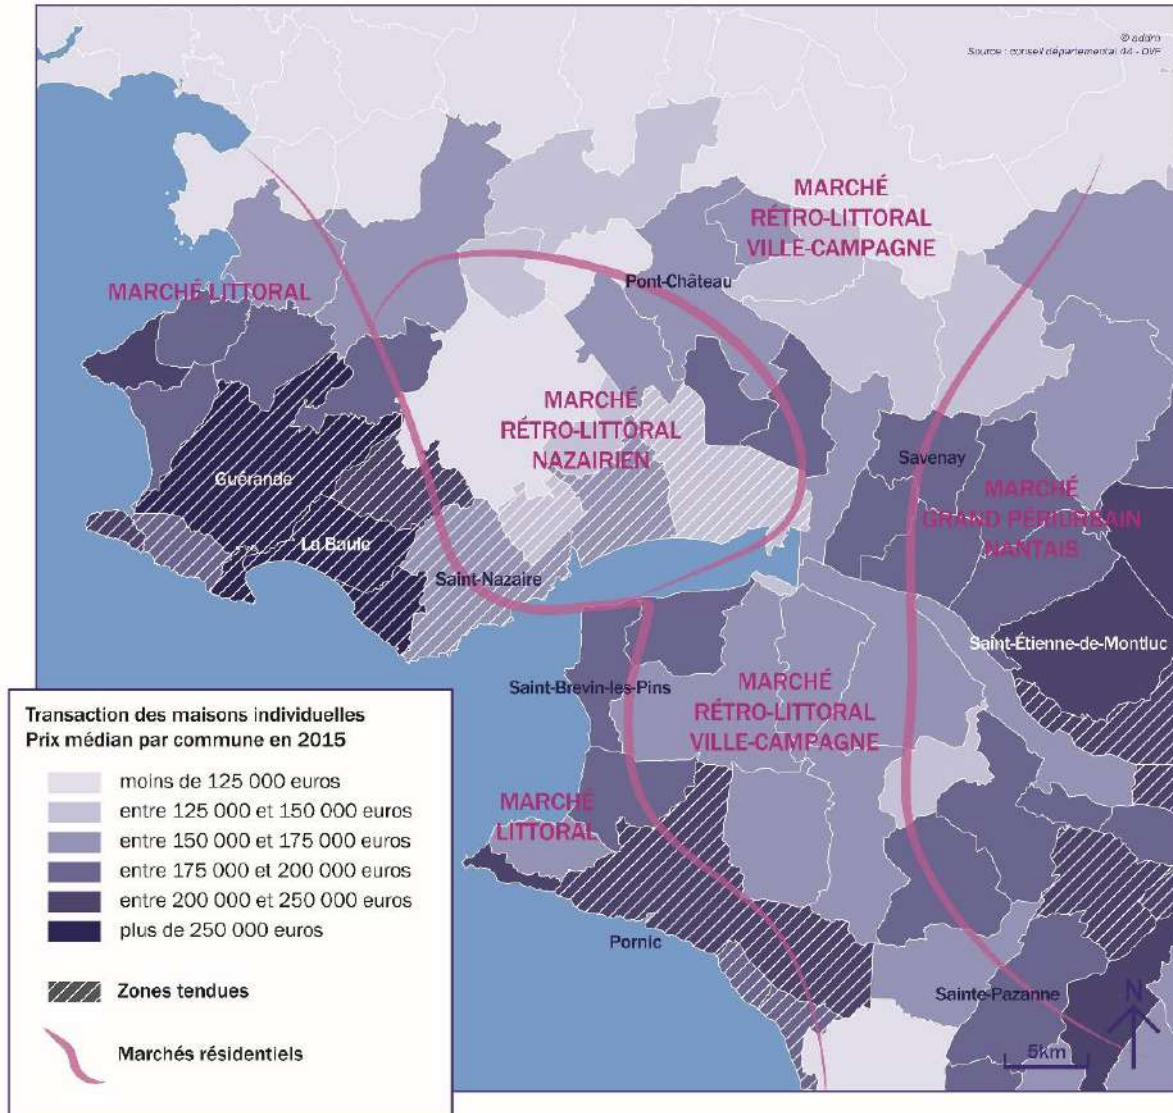 © addrn
Source : conseil départemental 44 - DVF
MARCHÉ
RÉTRO-LITTORAL
VILLE-CAMPAGNE
Pont-Château
MARCHÉ LITTORAL
MARCHÉ
RÉTRO-LITTORAL
NAZAIRIEN
Savenay
Guérande
MARCHÉ
GRAND PÉRIURBAIN
NANTAIS
La Baule
Saint-Nazaire
Saint-Étienne-de-Montluc
Saint-Brevin-les-Pins
MARCHÉ
RÉTRO-LITTORAL
VILLE-CAMPAGNE
MARCHÉ
LITTORAL
Pornic
Sainte-Pazanne
N
5km
Transaction des maisons individuelles
Prix médian par commune en 2015
moins de 125 000 euros
entre 125 000 et 150 000 euros
entre 150 000 et 175 000 euros
entre 175 000 et 200 000 euros
entre 200 000 et 250 000 euros
plus de 250 000 euros
Zones tendues
Marchés résidentiels